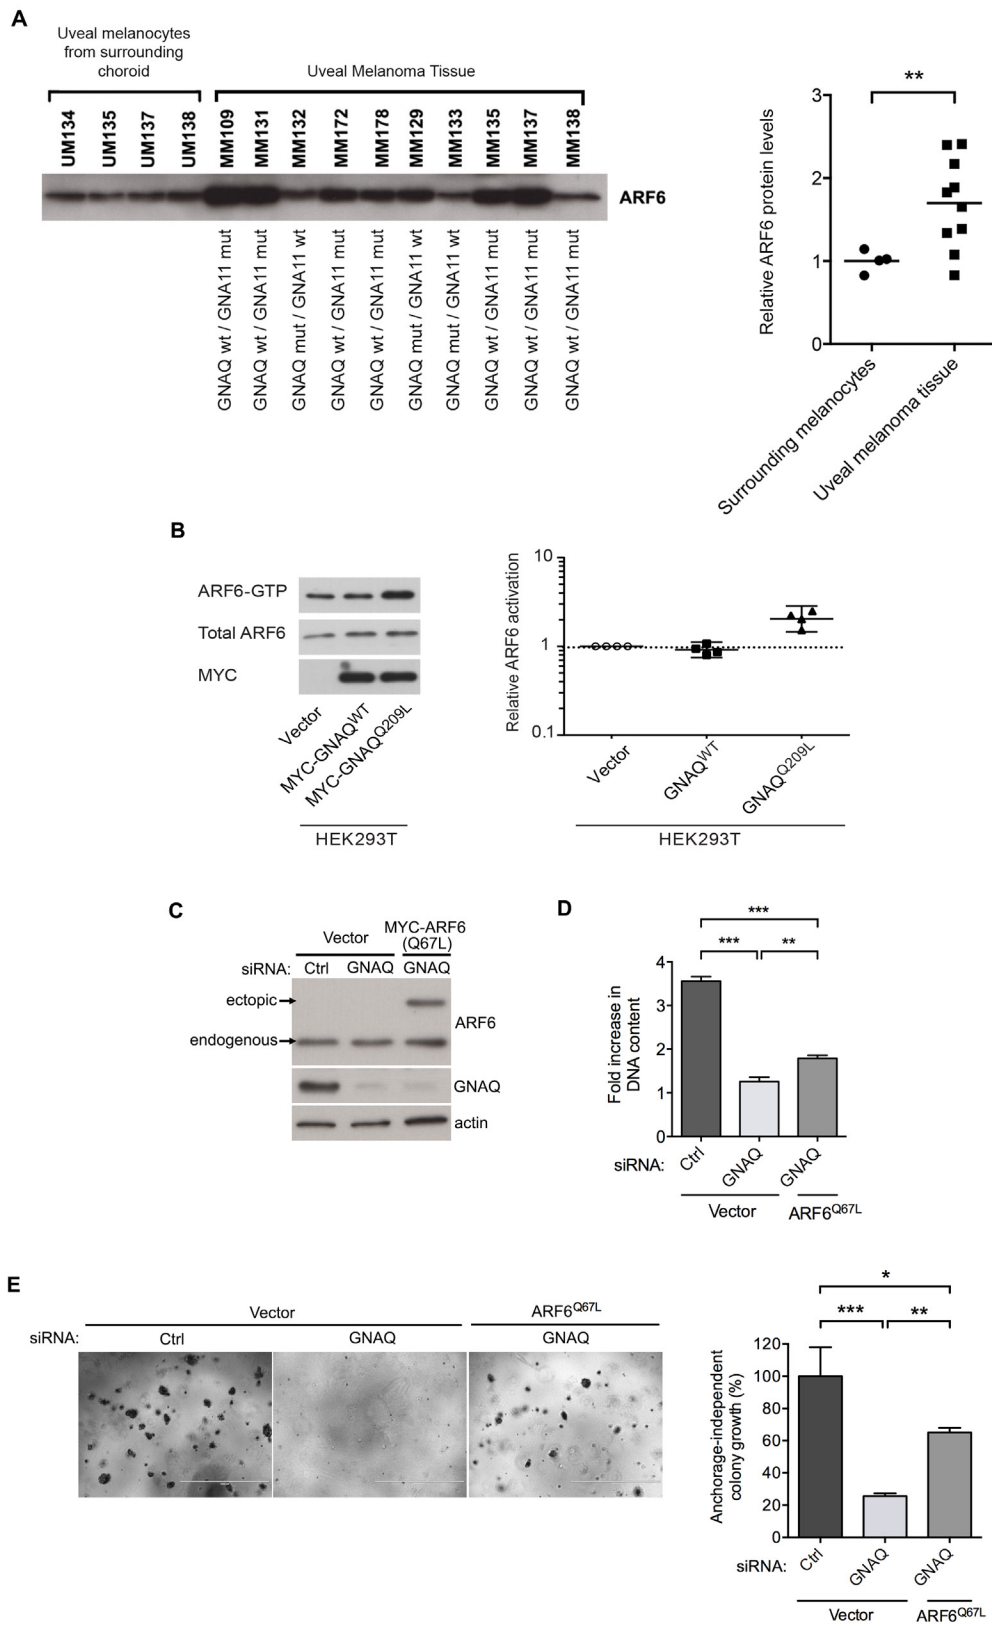 A
Uveal melanocytes
from surrounding
choroid
Uveal Melanoma Tissue
UM134
UM135
UM137
UM138
MM109
MM131
MM132
MM172
MM178
MM129
MM133
MM135
MM137
MM138
ARF6
GNAQ wt / GNA11 mut
GNAQ wt / GNA11 mut
GNAQ mut / GNA11 wt
GNAQ wt / GNA11 mut
GNAQ wt / GNA11 mut
GNAQ mut / GNA11 wt
GNAQ mut / GNA11 wt
GNAQ wt / GNA11 mut
GNAQ wt / GNA11 mut
GNAQ wt / GNA11 mut
**
Relative ARF6 protein levels
3
2
1
0
Surrounding melanocytes
Uveal melanoma tissue
B
ARF6-GTP
Total ARF6
MYC
Vector
MYC-GNAQWT
MYC-GNAQQ209L
HEK293T
Relative ARF6 activation
10
1
0.1
Vector
GNAQWT
GNAQQ209L
HEK293T
C
Vector
MYC-ARF6
(Q67L)
siRNA: Ctrl GNAQ GNAQ
ectopic
endogenous
ARF6
GNAQ
actin
D
***
*** **
Fold increase in
DNA content
4
3
2
1
0
siRNA: Ctrl GNAQ GNAQ
Vector ARF6Q67L
E
Vector ARF6Q67L
siRNA: Ctrl GNAQ GNAQ
*
*** **
Anchorage-independent
colony growth (%)
120
100
80
60
40
20
0
siRNA: Ctrl GNAQ GNAQ
Vector ARF6Q67L